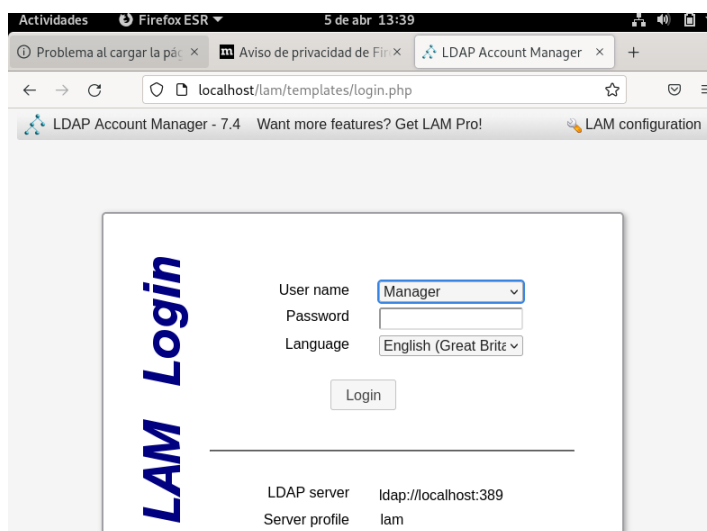 Actividades Firefox ESR 5 de abr 13:39
Problema al cargar la pág Aviso de privacidad de Fir LDAP Account Manager
localhost/lam/templates/login.php
LDAP Account Manager - 7.4 Want more features? Get LAM Pro! LAM configuration
LAM Login
User name Manager
Password
Language English (Great Brita
Login
LDAP server ldap://localhost:389
Server profile lam